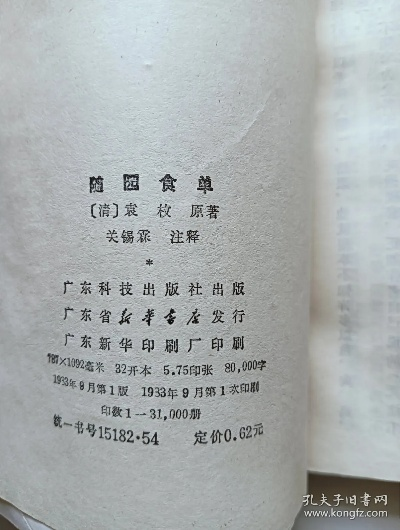 随园食单
〔清〕袁枚 原著
关锡霖 注释
*
广东科技出版社出版
广东省新华书店发行
广东新华印刷厂印刷
787×1092毫米 32开本 5.75印张 80,000字
1983年9月第1版 1983年9月第1次印刷
印数1—31,000册
统一书号15182·54 定价0.62元
孔夫子旧书网